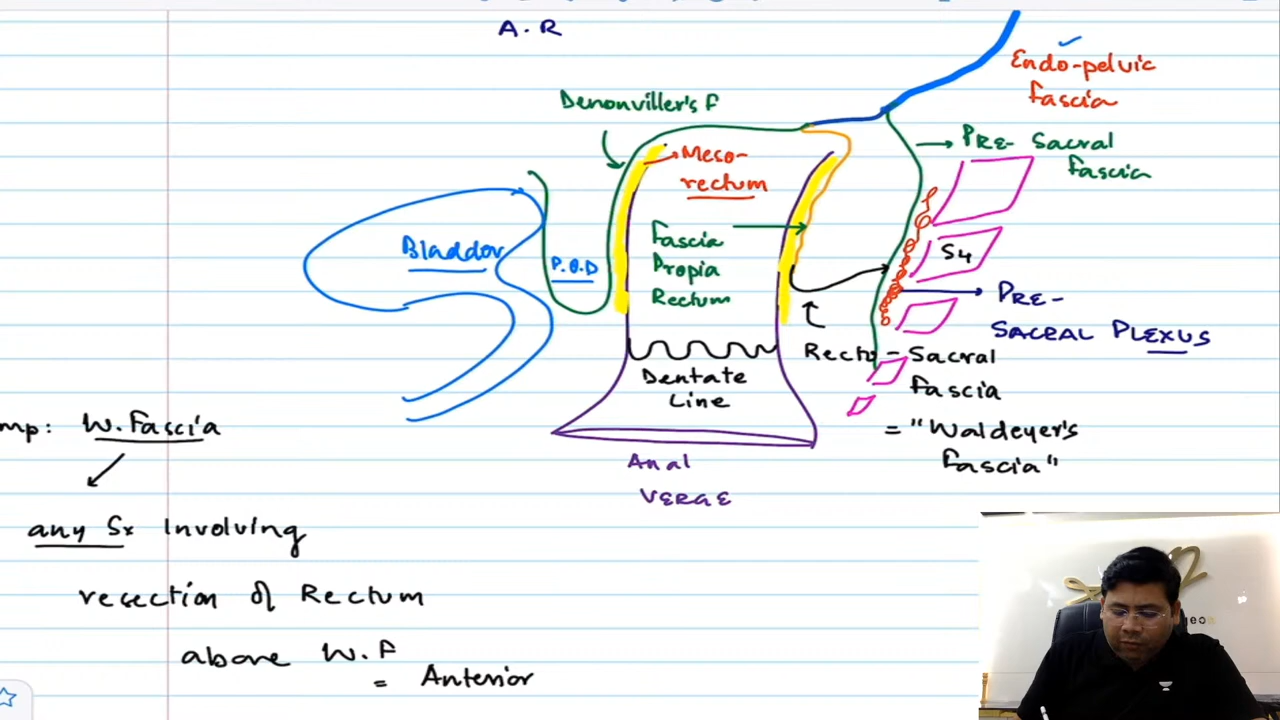 A.R
Endo-pelvic
fascia
Denonviller's F
PRE- Sacral
fascia
Meso-
rectum
Bladder
P.O.D
Fascia
Propia
Rectum
S4
PRE-
SACRAL PLEXUS
Recto-Sacral
fascia
Dentate
Line
= "Waldeyer's
fascia"
mp: W.Fascia
Anal
VERGE
any Sx Involving
resection of Rectum
above W.F
= Anterior